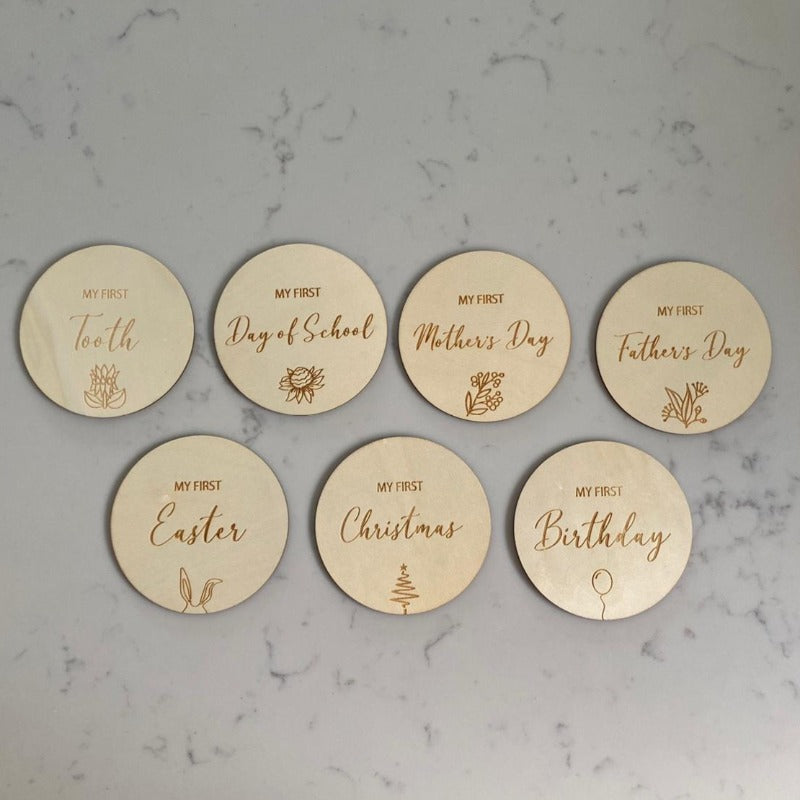 MY FIRST
Tooth
MY FIRST
Day of School
MY FIRST
Mother's Day
MY FIRST
Father's Day
MY FIRST
Easter
MY FIRST
Christmas
MY FIRST
Birthday